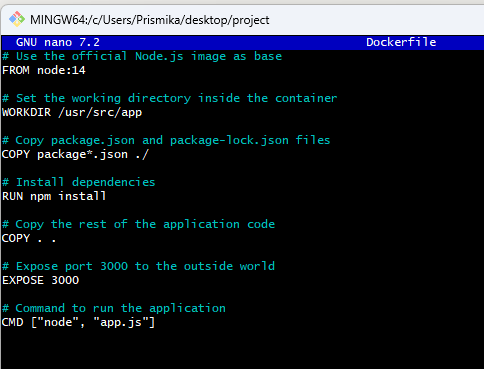 MINGW64:/c/Users/Prismika/desktop/project
GNU nano 7.2 Dockerfile
# Use the official Node.js image as base
FROM node:14
# Set the working directory inside the container
WORKDIR /usr/src/app
# Copy package.json and package-lock.json files
COPY package*.json ./
# Install dependencies
RUN npm install
# Copy the rest of the application code
COPY . .
# Expose port 3000 to the outside world
EXPOSE 3000
# Command to run the application
CMD ["node", "app.js"]